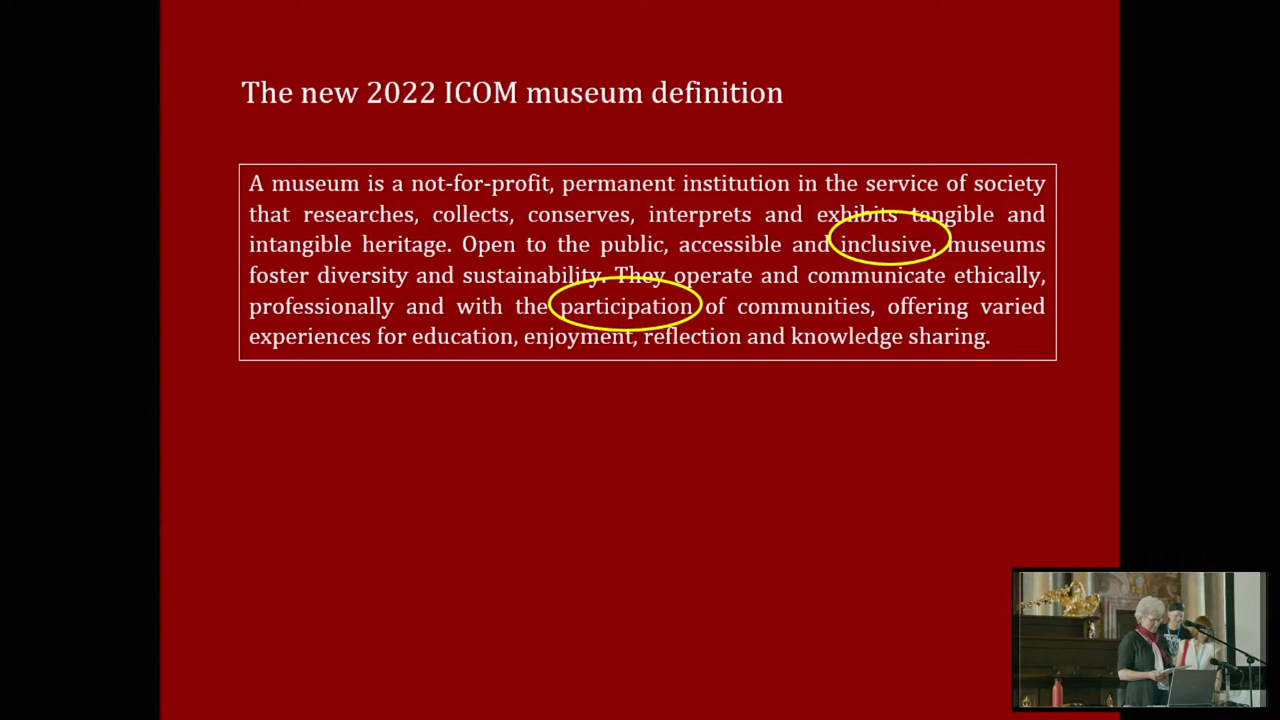 The new 2022 ICOM museum definition
A museum is a not-for-profit, permanent institution in the service of society
that researches, collects, conserves, interprets and exhibits tangible and
intangible heritage. Open to the public, accessible and inclusive, museums
foster diversity and sustainability. They operate and communicate ethically,
professionally and with the participation of communities, offering varied
experiences for education, enjoyment, reflection and knowledge sharing.